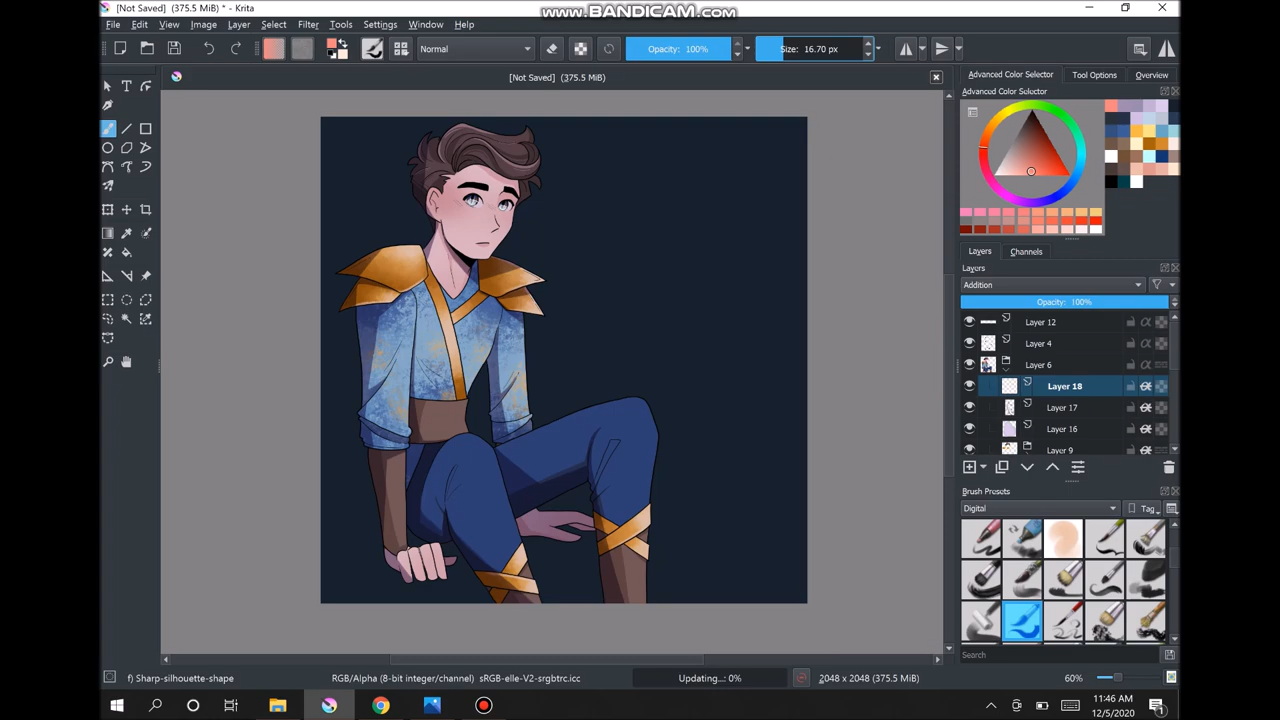 www.BANDICAM.com
[Not Saved] (375.5 MiB) * - Krita
File Edit View Image Layer Select Filter Tools Settings Window Help
Normal
Opacity: 100%
Size: 16.70 px
[Not Saved] (375.5 MiB)
Advanced Color Selector
Tool Options
Overview
Advanced Color Selector
Layers
Channels
Layers
Addition
Opacity: 100%
Layer 12
Layer 4
Layer 6
Layer 18
Layer 17
Layer 16
Layer 9
Brush Presets
Digital
Tag
Search
f) Sharp-silhouette-shape
RGB/Alpha (8-bit integer/channel) sRGB-elle-V2-srgbtrc.icc
Updating...: 0%
2048 x 2048 (375.5 MiB)
60%
11:46 AM
12/5/2020
1